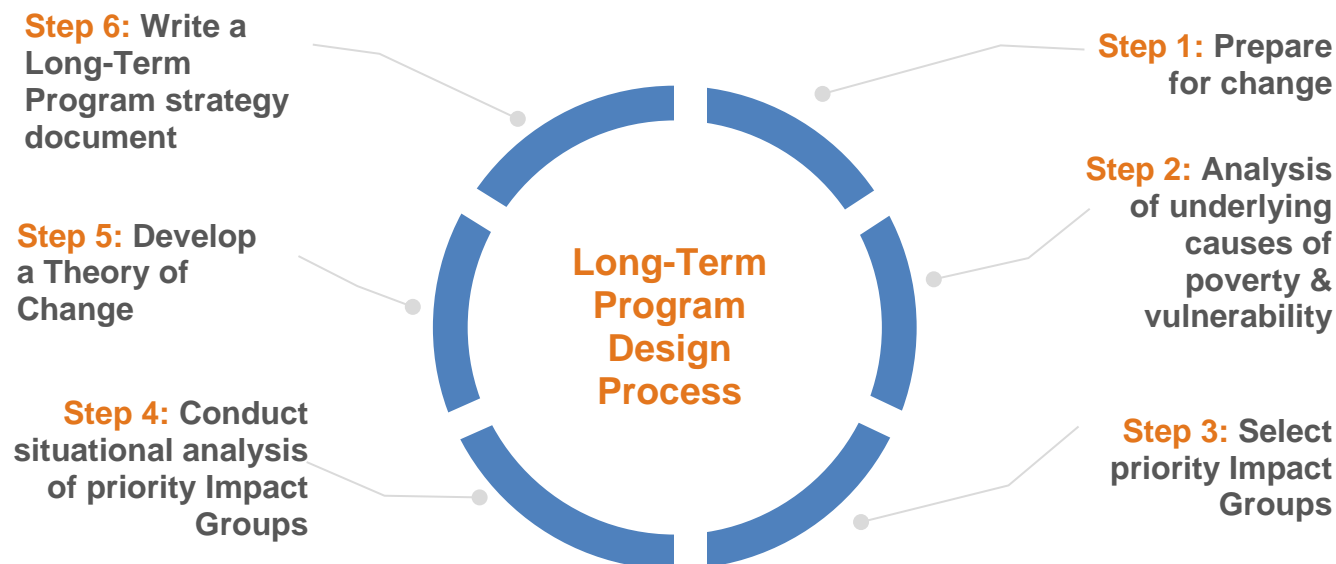 Step 6: Write a
Long-Term
Program strategy
document
Step 1: Prepare
for change
Step 2: Analysis
of underlying
causes of
poverty &
vulnerability
Step 5: Develop
a Theory of
Change
Long-Term
Program
Design
Process
Step 4: Conduct
situational analysis
of priority Impact
Groups
Step 3: Select
priority Impact
Groups